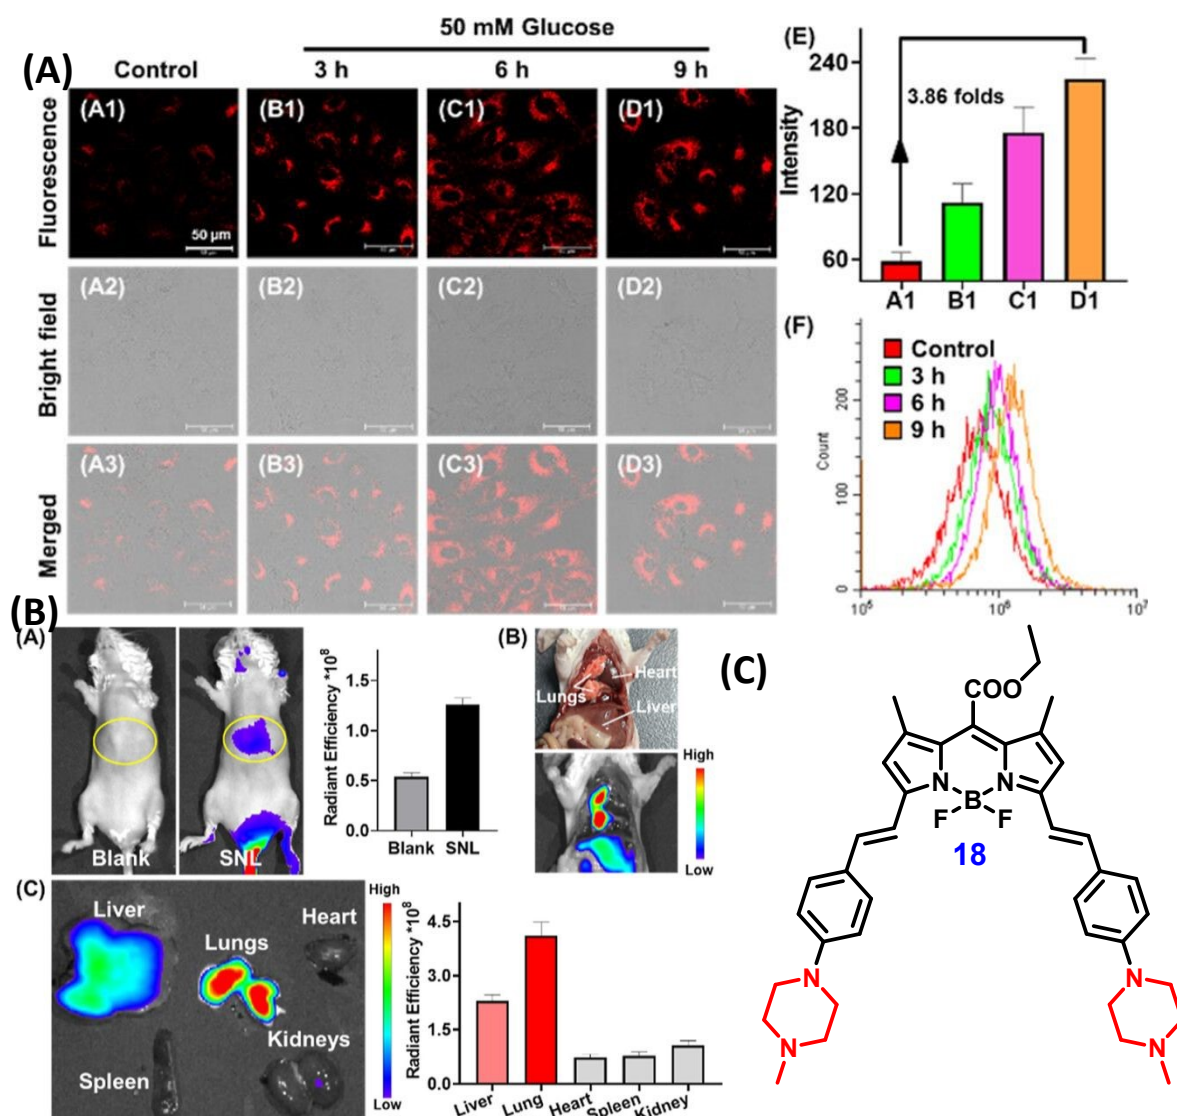 50 mM Glucose
(A)
Control
3 h
6 h
9 h
Fluorescence
(A1)
(B1)
(C1)
(D1)
50 µm
Bright field
(A2)
(B2)
(C2)
(D2)
Merged
(A3)
(B3)
(C3)
(D3)
(E)
Intensity
240
180
120
60
3.86 folds
A1
B1
C1
D1
(F)
Control
3 h
6 h
9 h
Count
200
100
0
10⁵
10⁶
10⁷
(B)
(A)
Blank
SNL
Radiant Efficiency *10⁸
1.5
1.0
0.5
0.0
Blank
SNL
(B)
Heart
Lungs
Liver
High
Low
(C)
Liver
Lungs
Heart
Spleen
Kidneys
High
Low
Radiant Efficiency *10⁸
4.5
3.0
1.5
0.0
Liver
Lung
Heart
Spleen
Kidney
(C)
COO
N
N
B
F
F
18
N
N
N
N